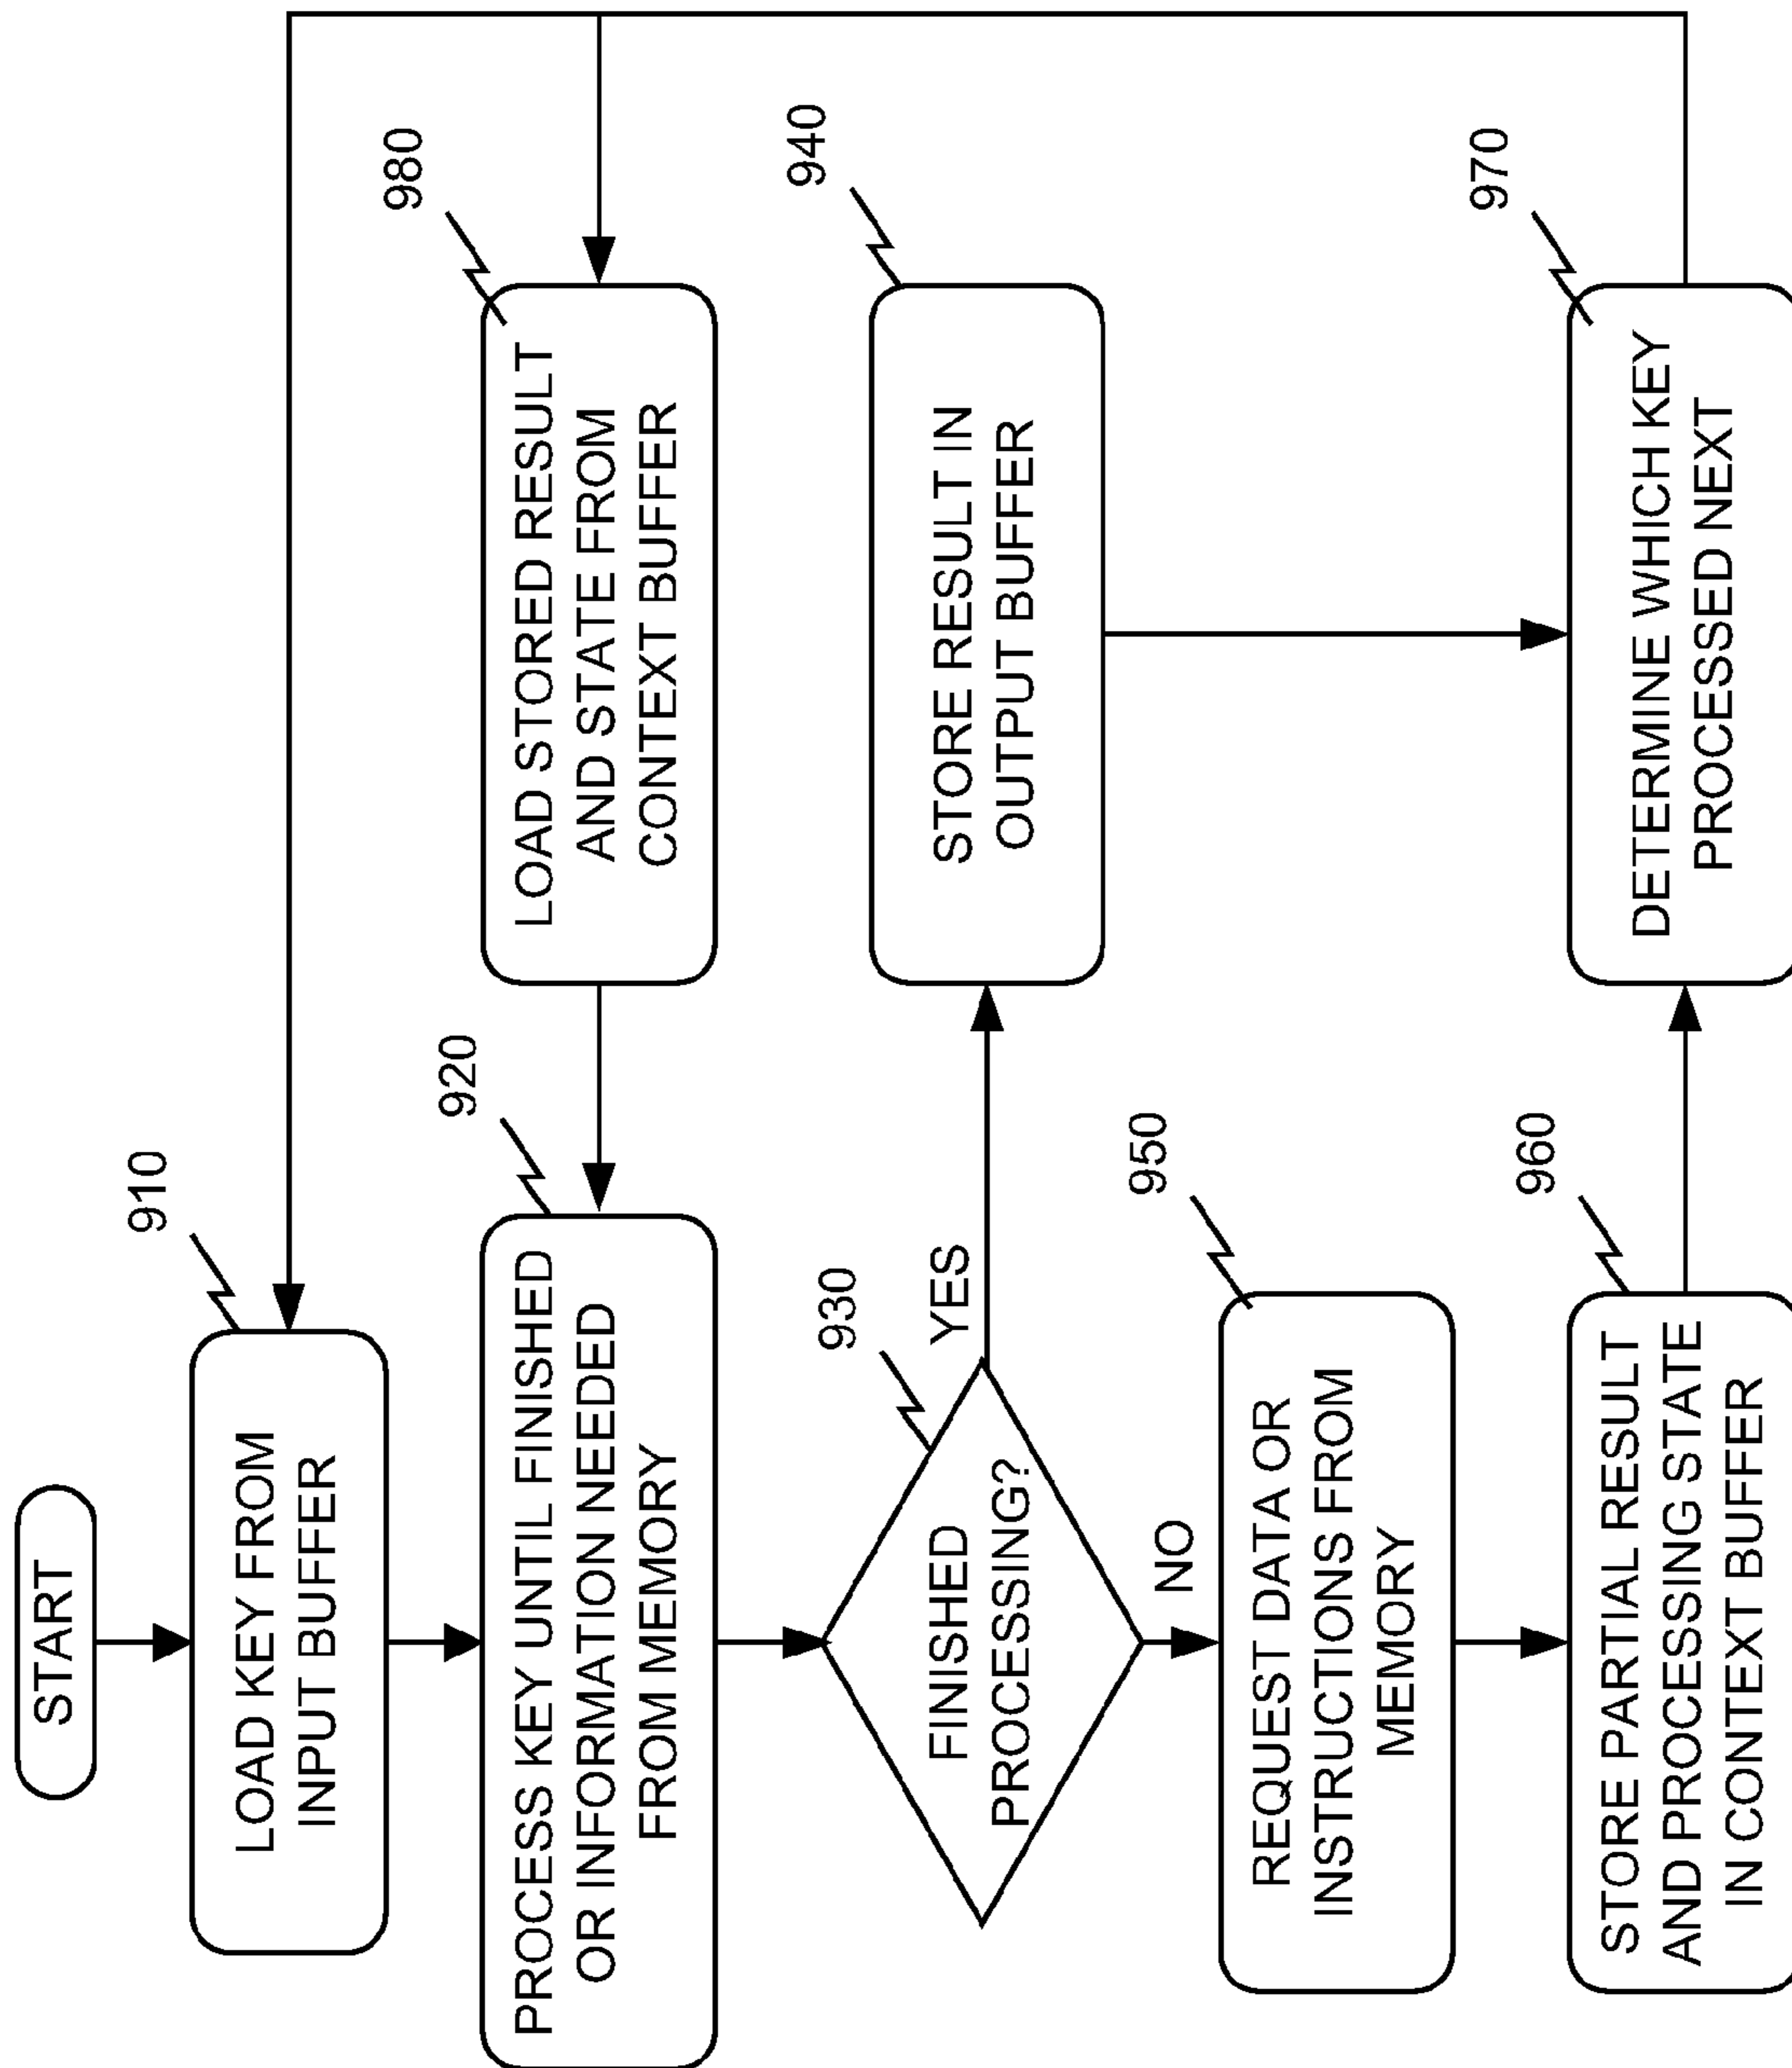 START
910
LOAD KEY FROM
INPUT BUFFER
920
PROCESS KEY UNTIL FINISHED
OR INFORMATION NEEDED
FROM MEMORY
980
LOAD STORED RESULT
AND STATE FROM
CONTEXT BUFFER
930
FINISHED
PROCESSING?
YES
940
STORE RESULT IN
OUTPUT BUFFER
NO
950
REQUEST DATA OR
INSTRUCTIONS FROM
MEMORY
960
STORE PARTIAL RESULT
AND PROCESSING STATE
IN CONTEXT BUFFER
970
DETERMINE WHICH KEY
PROCESSED NEXT